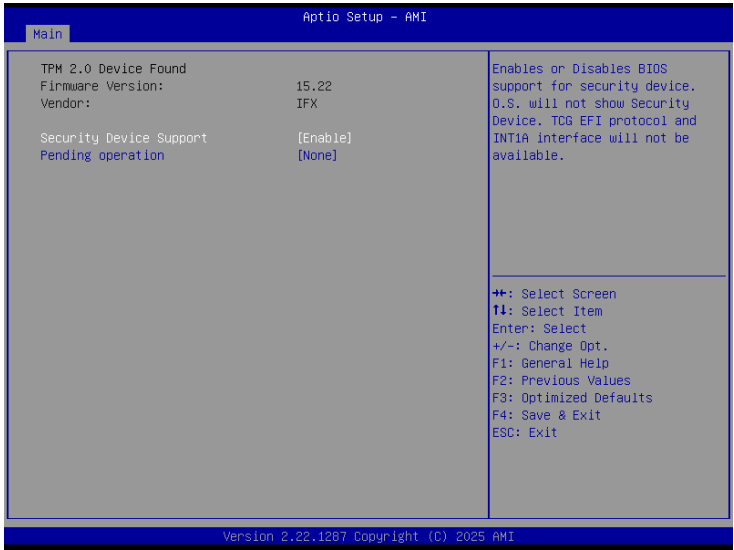 Aptio Setup - AMI
Main
TPM 2.0 Device Found
Firmware Version: 15.22
Vendor: IFX
Security Device Support [Enable]
Pending operation [None]
Enables or Disables BIOS
support for security device.
O.S. will not show Security
Device. TCG EFI protocol and
INT1A interface will not be
available.
→←: Select Screen
↑↓: Select Item
Enter: Select
+/-: Change Opt.
F1: General Help
F2: Previous Values
F3: Optimized Defaults
F4: Save & Exit
ESC: Exit
Version 2.22.1287 Copyright (C) 2025 AMI